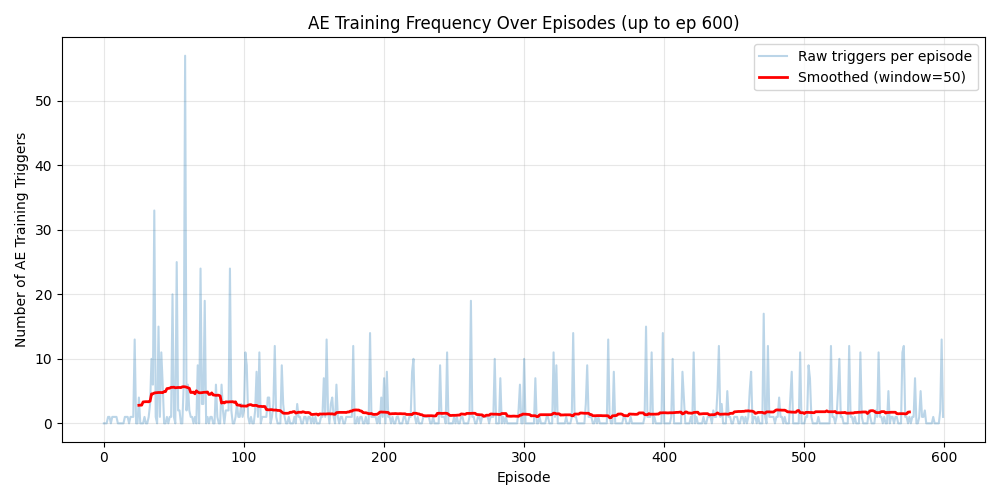 AE Training Frequency Over Episodes (up to ep 600)
Raw triggers per episode
Smoothed (window=50)
Number of AE Training Triggers
50
40
30
20
10
0
0 100 200 300 400 500 600
Episode